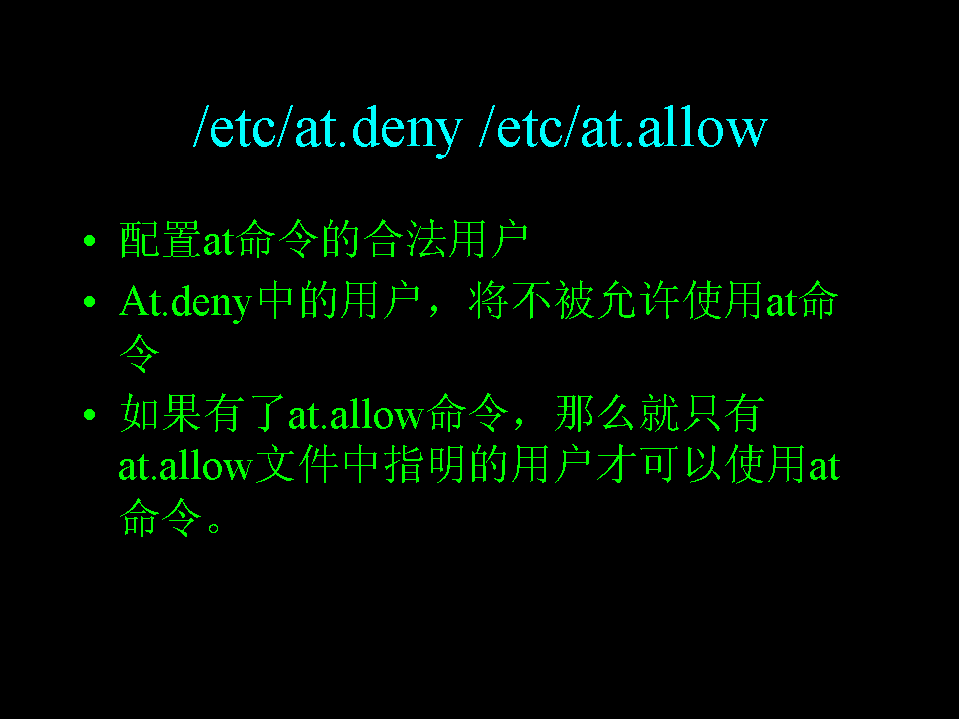 /etc/at.deny /etc/at.allow
• 配置at命令的合法用户
• At.deny中的用户，将不被允许使用at命
令
• 如果有了at.allow命令，那么就只有
at.allow文件中指明的用户才可以使用at
命令。